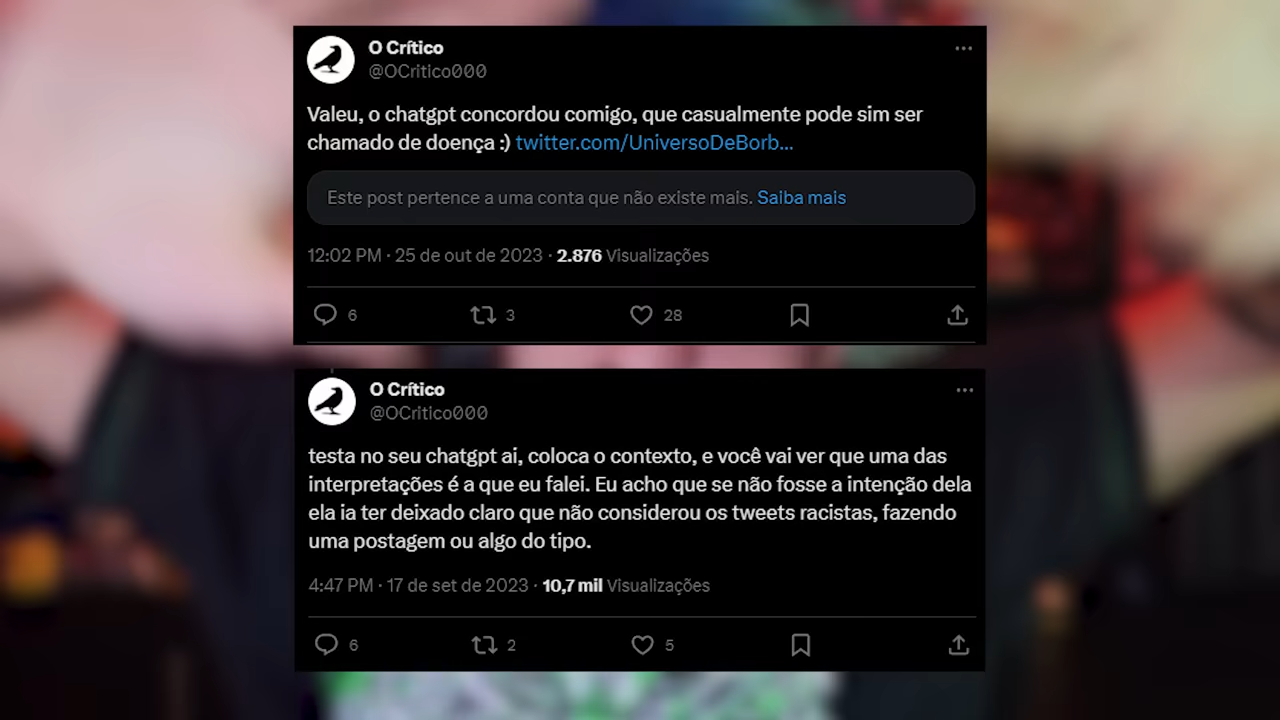 O Crítico
@OCritico000
Valeu, o chatgpt concordou comigo, que casualmente pode sim ser
chamado de doença :) twitter.com/UniversoDeBorb...
Este post pertence a uma conta que não existe mais. Saiba mais
12:02 PM · 25 de out de 2023 · 2.876 Visualizações
6 3 28
O Crítico
@OCritico000
testa no seu chatgpt ai, coloca o contexto, e você vai ver que uma das
interpretações é a que eu falei. Eu acho que se não fosse a intenção dela
ela ia ter deixado claro que não considerou os tweets racistas, fazendo
uma postagem ou algo do tipo.
4:47 PM · 17 de set de 2023 · 10,7 mil Visualizações
6 2 5